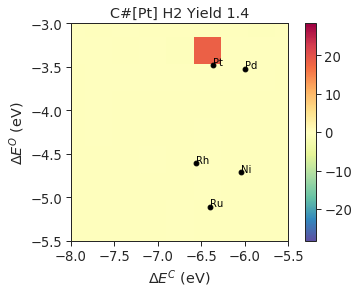 C#[Pt] H2 Yield 1.4
−3.0
−3.5
−4.0
−4.5
−5.0
−5.5
ΔE^O (eV)
Pt
Pd
Rh
Ni
Ru
−8.0 −7.5 −7.0 −6.5 −6.0 −5.5
ΔE^C (eV)
20
10
0
−10
−20